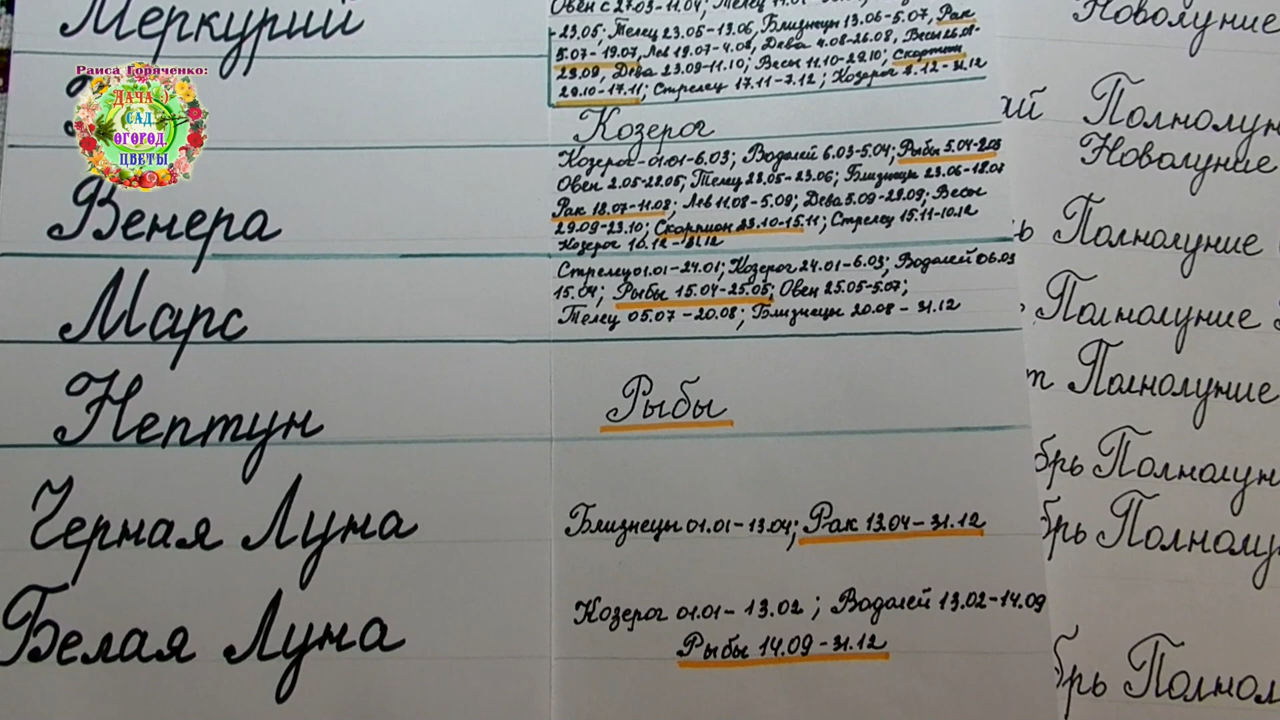 Меркурий
Раиса Горяченко:
Дача :)
Сад
Огород.
Цветы
Овен с 27.03-11.04; Телец
23.05; Телец 23.05-13.06, Близнецы 13.06-5.07, Рак
5.07-19.07, Лев 19.07-4.08, Дева 4.08-26.08, Весы 26.08-
23.09, Дева 23.09-11.10; Весы 11.10-29.10; Скорпион
29.10-17.11; Стрелец 17.11-7.12; Козерог 7.12-31.12
Козерог
Венера
Козерог-01.01-6.03; Водолей 6.03-5.04; Рыбы 5.04-2.05
Овен 2.05-28.05; Телец 28.05-23.06; Близнецы 23.06-18.07
Рак 18.07-11.08; Лев 11.08-5.09; Дева 5.09-29.09; Весы
29.09-23.10; Скорпион 23.10-15.11; Стрелец 15.11-10.12
Козерог 10.12-31.12
Марс
Стрелец 01.01-24.01; Козерог 24.01-6.03; Водолей 06.03
15.04; Рыбы 15.04-25.05; Овен 25.05-5.07;
Телец 05.07-20.08; Близнецы 20.08-31.12
Нептун
Рыбы
Черная Луна
Близнецы 01.01-13.04; Рак 13.04-31.12
Белая Луна
Козерог 01.01-13.02; Водолей 13.02-14.09
Рыбы 14.09-31.12
Новолуние
ий Полнолун
Новолуние
ь Полнолуние
ь Полнолуние
т Полнолуние
брь Полнолун
брь Полнолу
брь Полнол